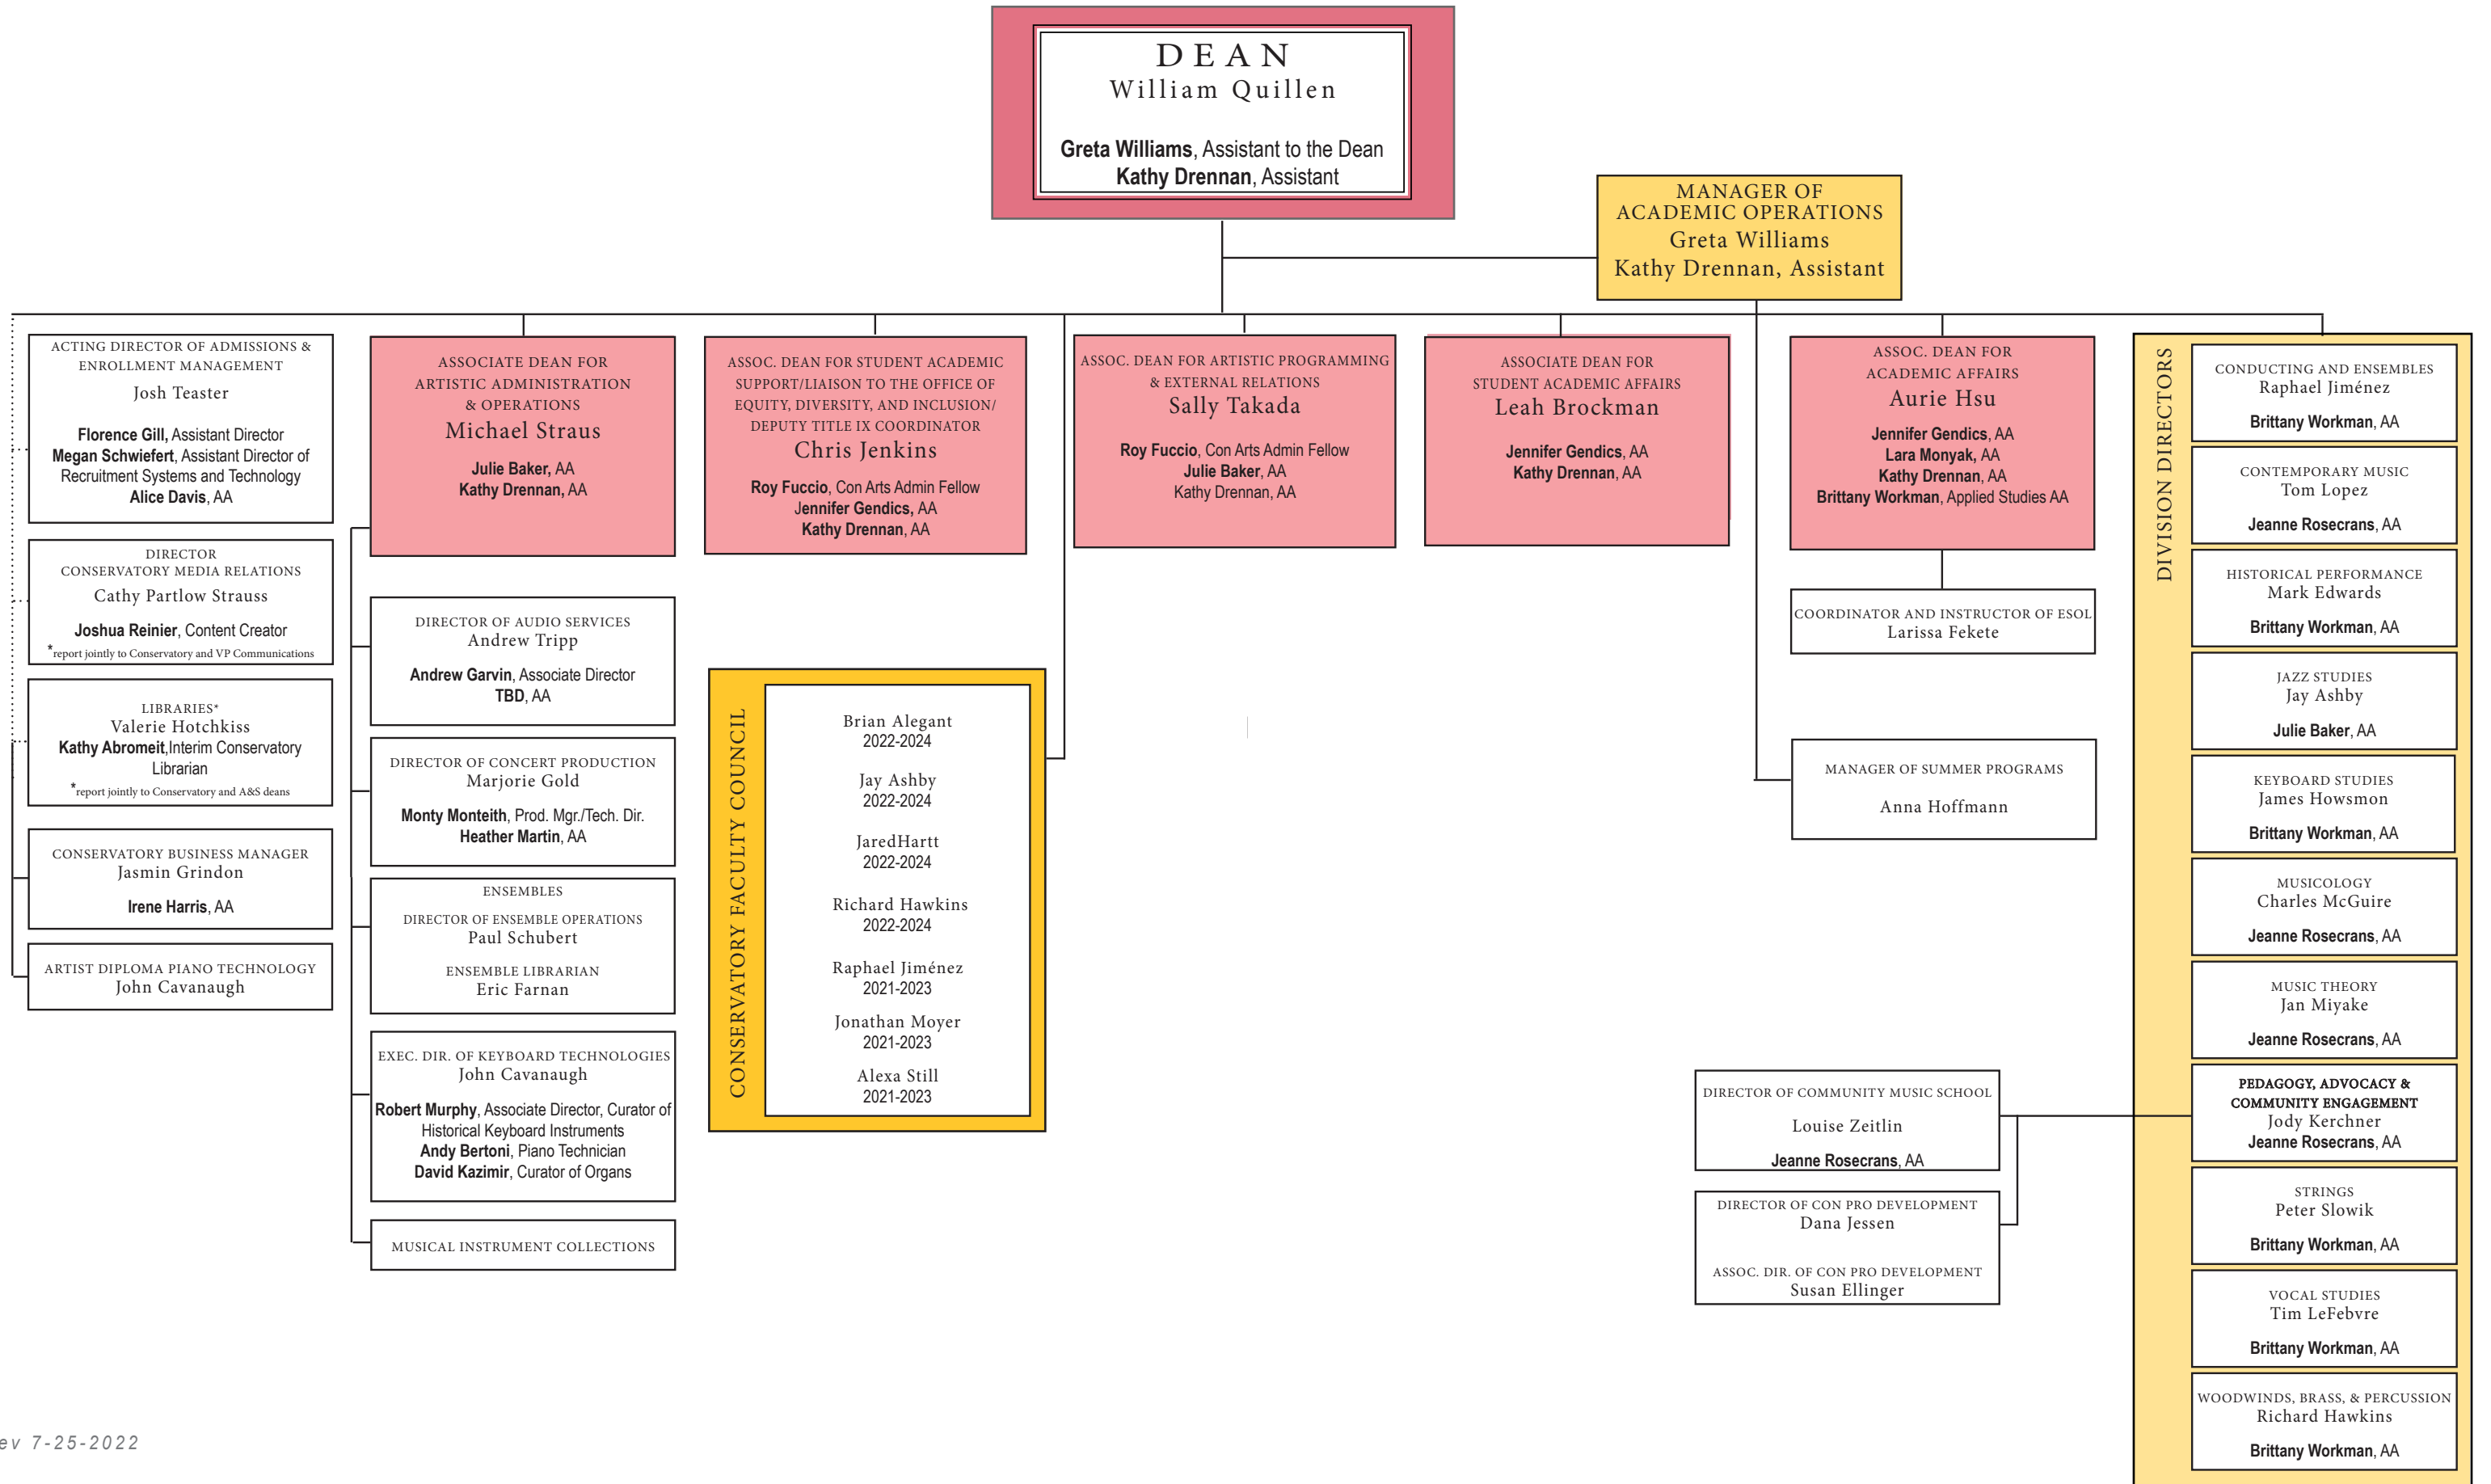 DEAN
William Quillen
Greta Williams, Assistant to the Dean
Kathy Drennan, Assistant
MANAGER OF
ACADEMIC OPERATIONS
Greta Williams
Kathy Drennan, Assistant
ACTING DIRECTOR OF ADMISSIONS &
ENROLLMENT MANAGEMENT
Josh Teaster
Florence Gill, Assistant Director
Megan Schwiefert, Assistant Director of
Recruitment Systems and Technology
Alice Davis, AA
DIRECTOR
CONSERVATORY MEDIA RELATIONS
Cathy Partlow Strauss
Joshua Reinier, Content Creator
*report jointly to Conservatory and VP Communications
LIBRARIES*
Valerie Hotchkiss
Kathy Abromeit,Interim Conservatory
Librarian
*report jointly to Conservatory and A&S deans
CONSERVATORY BUSINESS MANAGER
Jasmin Grindon
Irene Harris, AA
ARTIST DIPLOMA PIANO TECHNOLOGY
John Cavanaugh
ASSOCIATE DEAN FOR
ARTISTIC ADMINISTRATION
& OPERATIONS
Michael Straus
Julie Baker, AA
Kathy Drennan, AA
DIRECTOR OF AUDIO SERVICES
Andrew Tripp
Andrew Garvin, Associate Director
TBD, AA
DIRECTOR OF CONCERT PRODUCTION
Marjorie Gold
Monty Monteith, Prod. Mgr./Tech. Dir.
Heather Martin, AA
ENSEMBLES
DIRECTOR OF ENSEMBLE OPERATIONS
Paul Schubert
ENSEMBLE LIBRARIAN
Eric Farnan
EXEC. DIR. OF KEYBOARD TECHNOLOGIES
John Cavanaugh
Robert Murphy, Associate Director, Curator of
Historical Keyboard Instruments
Andy Bertoni, Piano Technician
David Kazimir, Curator of Organs
MUSICAL INSTRUMENT COLLECTIONS
ASSOC. DEAN FOR STUDENT ACADEMIC
SUPPORT/LIAISON TO THE OFFICE OF
EQUITY, DIVERSITY, AND INCLUSION/
DEPUTY TITLE IX COORDINATOR
Chris Jenkins
Roy Fuccio, Con Arts Admin Fellow
Jennifer Gendics, AA
Kathy Drennan, AA
CONSERVATORY FACULTY COUNCIL
Brian Alegant
2022-2024
Jay Ashby
2022-2024
JaredHartt
2022-2024
Richard Hawkins
2022-2024
Raphael Jiménez
2021-2023
Jonathan Moyer
2021-2023
Alexa Still
2021-2023
ASSOC. DEAN FOR ARTISTIC PROGRAMMING
& EXTERNAL RELATIONS
Sally Takada
Roy Fuccio, Con Arts Admin Fellow
Julie Baker, AA
Kathy Drennan, AA
ASSOCIATE DEAN FOR
STUDENT ACADEMIC AFFAIRS
Leah Brockman
Jennifer Gendics, AA
Kathy Drennan, AA
ASSOC. DEAN FOR
ACADEMIC AFFAIRS
Aurie Hsu
Jennifer Gendics, AA
Lara Monyak, AA
Kathy Drennan, AA
Brittany Workman, Applied Studies AA
COORDINATOR AND INSTRUCTOR OF ESOL
Larissa Fekete
MANAGER OF SUMMER PROGRAMS
Anna Hoffmann
DIRECTOR OF COMMUNITY MUSIC SCHOOL
Louise Zeitlin
Jeanne Rosecrans, AA
DIRECTOR OF CON PRO DEVELOPMENT
Dana Jessen
ASSOC. DIR. OF CON PRO DEVELOPMENT
Susan Ellinger
DIVISION DIRECTORS
CONDUCTING AND ENSEMBLES
Raphael Jiménez
Brittany Workman, AA
CONTEMPORARY MUSIC
Tom Lopez
Jeanne Rosecrans, AA
HISTORICAL PERFORMANCE
Mark Edwards
Brittany Workman, AA
JAZZ STUDIES
Jay Ashby
Julie Baker, AA
KEYBOARD STUDIES
James Howsmon
Brittany Workman, AA
MUSICOLOGY
Charles McGuire
Jeanne Rosecrans, AA
MUSIC THEORY
Jan Miyake
Jeanne Rosecrans, AA
PEDAGOGY, ADVOCACY &
COMMUNITY ENGAGEMENT
Jody Kerchner
Jeanne Rosecrans, AA
STRINGS
Peter Slowik
Brittany Workman, AA
VOCAL STUDIES
Tim LeFebvre
Brittany Workman, AA
WOODWINDS, BRASS, & PERCUSSION
Richard Hawkins
Brittany Workman, AA
ev 7-25-2022